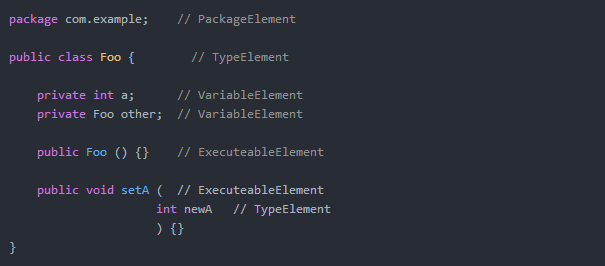 package com.example;    // PackageElement
public class Foo {        // TypeElement
    private int a;      // VariableElement
    private Foo other;  // VariableElement
    public Foo () {}    // ExecuteableElement
    public void setA (  // ExecuteableElement
                     int newA   // TypeElement
                     ) {}
}